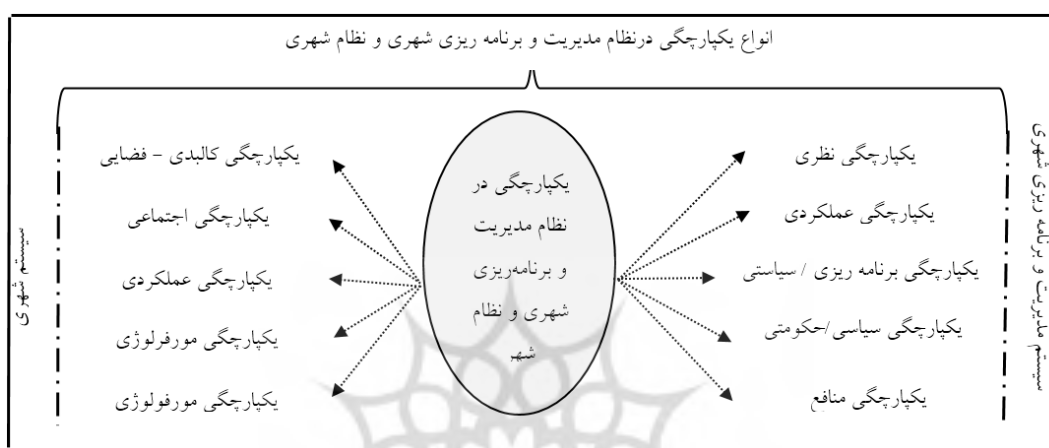 انواع یکپارچگی درنظام مدیریت و برنامه ریزی شهری و نظام شهری
سیستم مدیریت و برنامه ریزی شهری
یکپارچگی نظری
یکپارچگی عملکردی
یکپارچگی برنامه ریزی / سیاستی
یکپارچگی سیاسی/حکومتی
یکپارچگی منافع
یکپارچگی در
نظام مدیریت
و برنامه‌ریزی
شهری و نظام
شهر
یکپارچگی کالبدی – فضایی
یکپارچگی اجتماعی
یکپارچگی عملکردی
یکپارچگی مورفرلوژی
یکپارچگی مورفولوژی
سیستم شهری